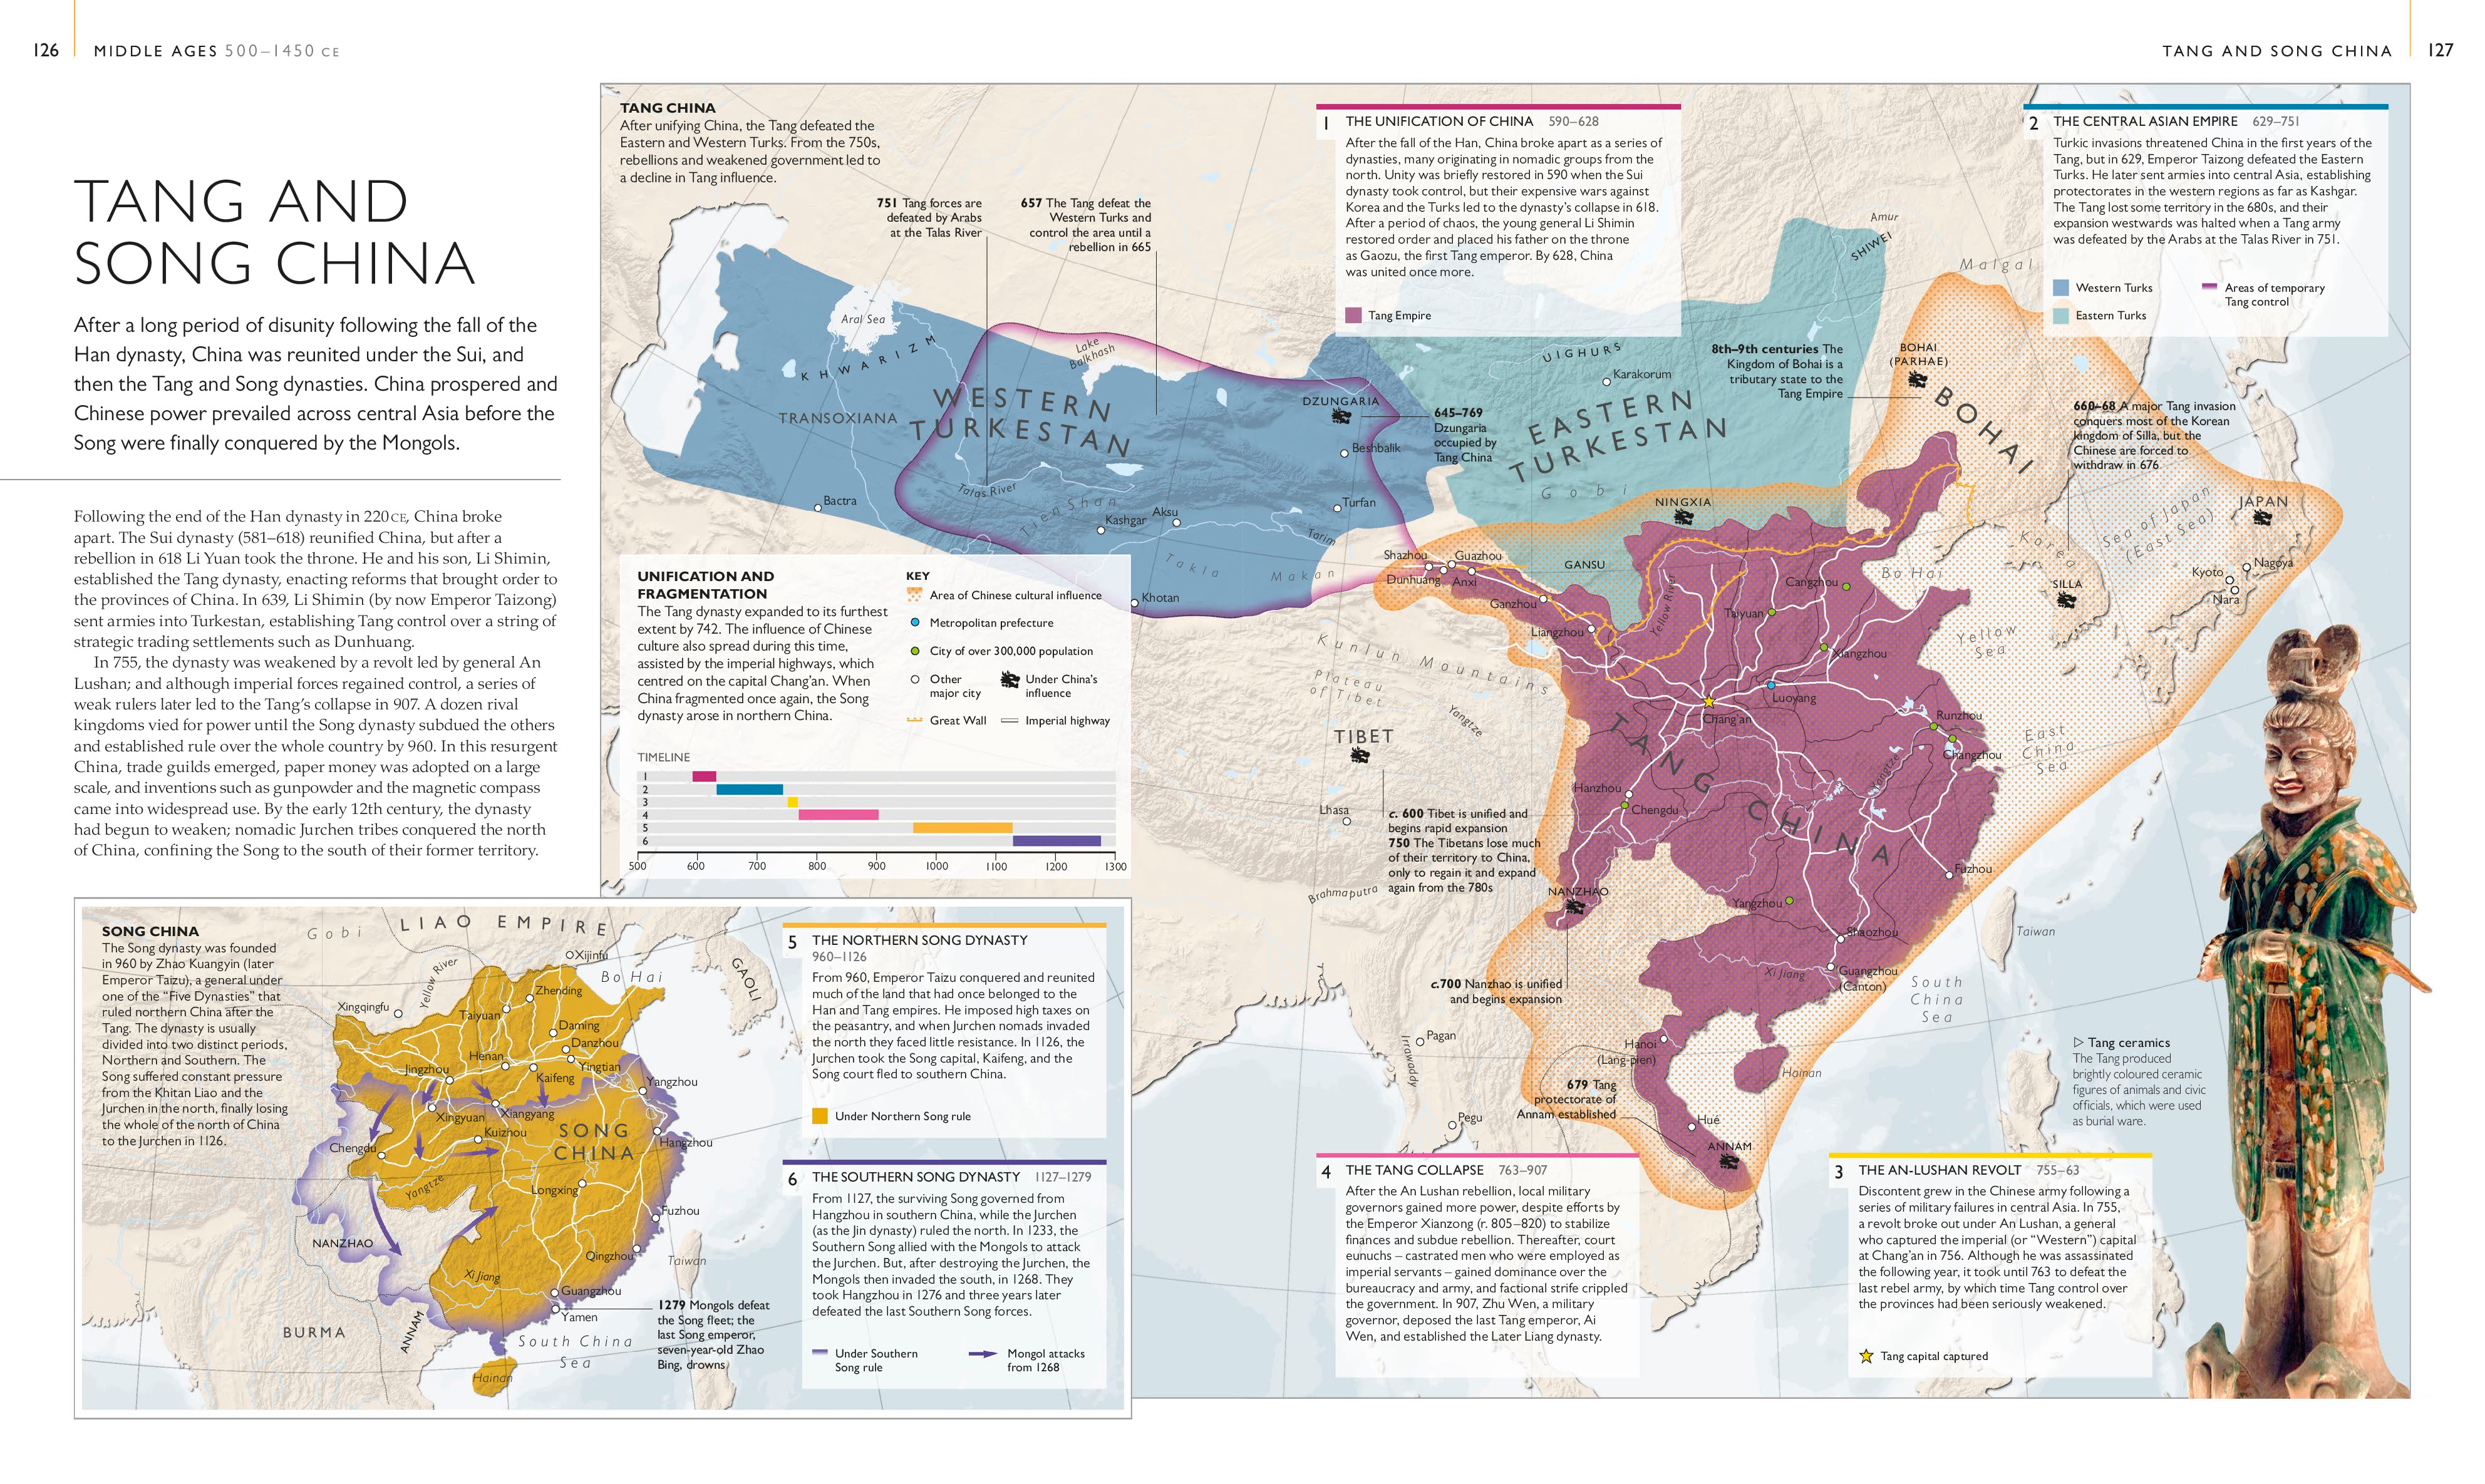 126
MIDDLE AGES 500–1450 CE
TANG AND SONG CHINA
127
TANG AND
SONG CHINA
After a long period of disunity following the fall of the
Han dynasty, China was reunited under the Sui, and
then the Tang and Song dynasties. China prospered and
Chinese power prevailed across central Asia before the
Song were finally conquered by the Mongols.
Following the end of the Han dynasty in 220 CE, China broke
apart. The Sui dynasty (581–618) reunified China, but after a
rebellion in 618 Li Yuan took the throne. He and his son, Li Shimin,
established the Tang dynasty, enacting reforms that brought order to
the provinces of China. In 639, Li Shimin (by now Emperor Taizong)
sent armies into Turkestan, establishing Tang control over a string of
strategic trading settlements such as Dunhuang.
In 755, the dynasty was weakened by a revolt led by general An
Lushan; and although imperial forces regained control, a series of
weak rulers later led to the Tang's collapse in 907. A dozen rival
kingdoms vied for power until the Song dynasty subdued the others
and established rule over the whole country by 960. In this resurgent
China, trade guilds emerged, paper money was adopted on a large
scale, and inventions such as gunpowder and the magnetic compass
came into widespread use. By the early 12th century, the dynasty
had begun to weaken; nomadic Jurchen tribes conquered the north
of China, confining the Song to the south of their former territory.
TANG CHINA
After unifying China, the Tang defeated the
Eastern and Western Turks. From the 750s,
rebellions and weakened government led to
a decline in Tang influence.
751 Tang forces are
defeated by Arabs
at the Talas River
657 The Tang defeat the
Western Turks and
control the area until a
rebellion in 665
1 THE UNIFICATION OF CHINA 590–628
After the fall of the Han, China broke apart as a series of
dynasties, many originating in nomadic groups from the
north. Unity was briefly restored in 590 when the Sui
dynasty took control, but their expensive wars against
Korea and the Turks led to the dynasty's collapse in 618.
After a period of chaos, the young general Li Shimin
restored order and placed his father on the throne
as Gaozu, the first Tang emperor. By 628, China
was united once more.
Tang Empire
2 THE CENTRAL ASIAN EMPIRE 629–751
Turkic invasions threatened China in the first years of the
Tang, but in 629, Emperor Taizong defeated the Eastern
Turks. He later sent armies into central Asia, establishing
protectorates in the western regions as far as Kashgar.
The Tang lost some territory in the 680s, and their
expansion westwards was halted when a Tang army
was defeated by the Arabs at the Talas River in 751.
Western Turks
Eastern Turks
Areas of temporary
Tang control
Amur
SHIWEI
Malgal
Aral Sea
KHWARIZM
Lake
Balkhash
TRANSOXIANA
WESTERN
TURKESTAN
DZUNGARIA
Beshbalik
Turfan
Talas River
Tien Shan
Bactra
Kashgar
Aksu
Tarim
Takla Makan
Khotan
645–769
Dzungaria
occupied by
Tang China
UIGHURS
Karakorum
EASTERN
TURKESTAN
Gobi
8th–9th centuries The
Kingdom of Bohai is a
tributary state to the
Tang Empire
BOHAI
(PARHAE)
BOHAI
660–68 A major Tang invasion
conquers most of the Korean
kingdom of Silla, but the
Chinese are forced to
withdraw in 676
Sea of Japan
(East Sea)
JAPAN
Kyoto
Nagoya
Nara
Korea
SILLA
Bo Hai
Yellow
Sea
East
China
Sea
NINGXIA
GANSU
Shazhou
Guazhou
Dunhuang
Anxi
Ganzhou
Liangzhou
Yellow River
Cangzhou
Taiyuan
Xiangzhou
Luoyang
Chang'an
Runzhou
Changzhou
Kunlun Mountains
Plateau
of Tibet
Yangtze
TIBET
Lhasa
Brahmaputra
c. 600 Tibet is unified and
begins rapid expansion
750 The Tibetans lose much
of their territory to China,
only to regain it and expand
again from the 780s
TANG CHINA
Hanzhou
Chengdu
Yangtze
NANZHAO
Yangzhou
Fuzhou
Shaozhou
Xi Jiang
Guangzhou
(Canton)
South
China
Sea
Taiwan
c.700 Nanzhao is unified
and begins expansion
Irrawaddy
Pagan
Pegu
Hanoi
(Lang-pien)
Hainan
679 Tang
protectorate of
Annam established
Hué
ANNAM
UNIFICATION AND
FRAGMENTATION
The Tang dynasty expanded to its furthest
extent by 742. The influence of Chinese
culture also spread during this time,
assisted by the imperial highways, which
centred on the capital Chang'an. When
China fragmented once again, the Song
dynasty arose in northern China.
KEY
Area of Chinese cultural influence
Metropolitan prefecture
City of over 300,000 population
Other
major city
Under China's
influence
Great Wall
Imperial highway
TIMELINE
1
2
3
4
5
6
500 600 700 800 900 1000 1100 1200 1300
SONG CHINA
The Song dynasty was founded
in 960 by Zhao Kuangyin (later
Emperor Taizu), a general under
one of the "Five Dynasties" that
ruled northern China after the
Tang. The dynasty is usually
divided into two distinct periods,
Northern and Southern. The
Song suffered constant pressure
from the Khitan Liao and the
Jurchen in the north, finally losing
the whole of the north of China
to the Jurchen in 1126.
Gobi
LIAO EMPIRE
Xijinfu
Bo Hai
GAOLI
Yellow River
Xingqingfu
Zhending
Taiyuan
Daming
Danzhou
Henan
Yingtian
Jingzhou
Kaifeng
Yangzhou
Xingyuan
Xiangyang
Kuizhou
SONG
CHINA
Hangzhou
Chengdu
Yangtze
Longxing
Fuzhou
NANZHAO
Qingzhou
Taiwan
Xi Jiang
Guangzhou
Yamen
BURMA
ANNAM
South China
Sea
Hainan
1279 Mongols defeat
the Song fleet; the
last Song emperor,
seven-year-old Zhao
Bing, drowns
5 THE NORTHERN SONG DYNASTY
960–1126
From 960, Emperor Taizu conquered and reunited
much of the land that had once belonged to the
Han and Tang empires. He imposed high taxes on
the peasantry, and when Jurchen nomads invaded
the north they faced little resistance. In 1126, the
Jurchen took the Song capital, Kaifeng, and the
Song court fled to southern China.
Under Northern Song rule
6 THE SOUTHERN SONG DYNASTY 1127–1279
From 1127, the surviving Song governed from
Hangzhou in southern China, while the Jurchen
(as the Jin dynasty) ruled the north. In 1233, the
Southern Song allied with the Mongols to attack
the Jurchen. But, after destroying the Jurchen, the
Mongols then invaded the south, in 1268. They
took Hangzhou in 1276 and three years later
defeated the last Southern Song forces.
Under Southern
Song rule
Mongol attacks
from 1268
4 THE TANG COLLAPSE 763–907
After the An Lushan rebellion, local military
governors gained more power, despite efforts by
the Emperor Xianzong (r. 805–820) to stabilize
finances and subdue rebellion. Thereafter, court
eunuchs – castrated men who were employed as
imperial servants – gained dominance over the
bureaucracy and army, and factional strife crippled
the government. In 907, Zhu Wen, a military
governor, deposed the last Tang emperor, Ai
Wen, and established the Later Liang dynasty.
3 THE AN-LUSHAN REVOLT 755–63
Discontent grew in the Chinese army following a
series of military failures in central Asia. In 755,
a revolt broke out under An Lushan, a general
who captured the imperial (or "Western") capital
at Chang'an in 756. Although he was assassinated
the following year, it took until 763 to defeat the
last rebel army, by which time Tang control over
the provinces had been seriously weakened.
Tang capital captured
▷ Tang ceramics
The Tang produced
brightly coloured ceramic
figures of animals and civic
officials, which were used
as burial ware.